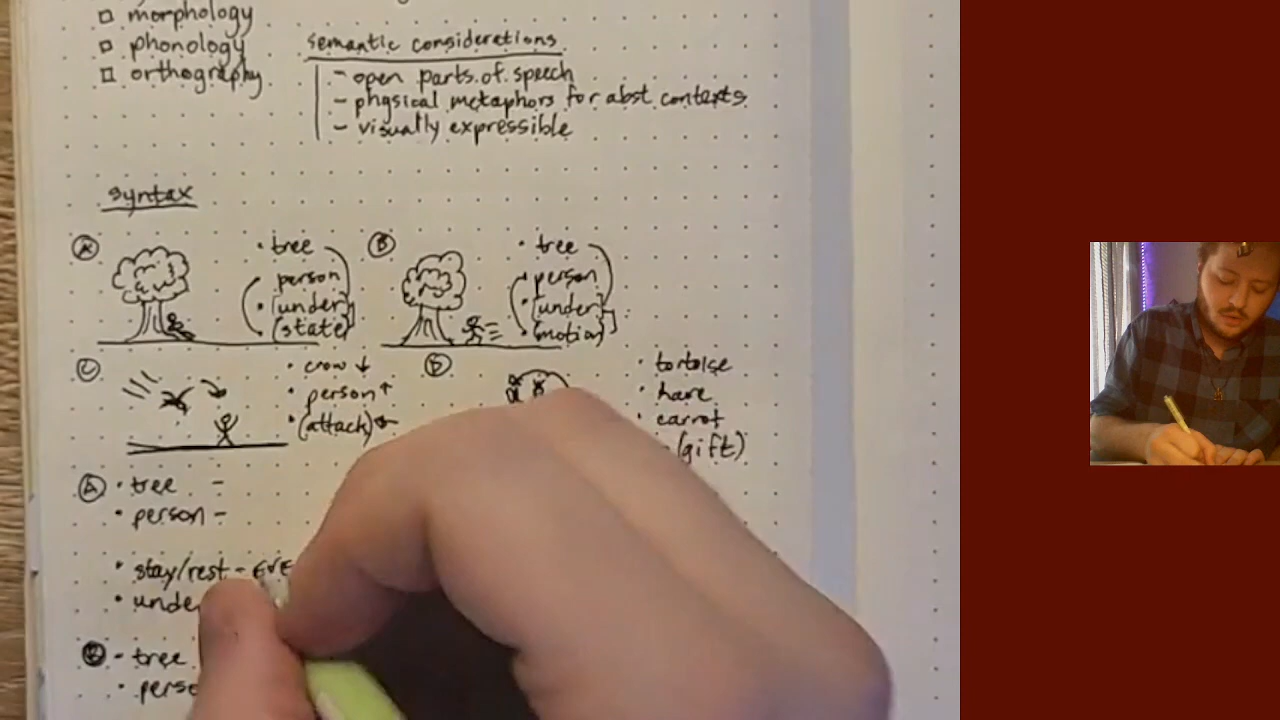 morphology
phonology
orthography
semantic considerations
- open parts of speech
- physical metaphors for abst contexts
- visually expressible
syntax
A
• tree
person
• (under)
• (state)
B
• tree
• person
• (under)
• (motion)
C
• crow ↓
• person ↑
• (attack)
D
• tortoise
• hare
• carrot
(gift)
A • tree -
• person -
• stay/rest -
B - tree